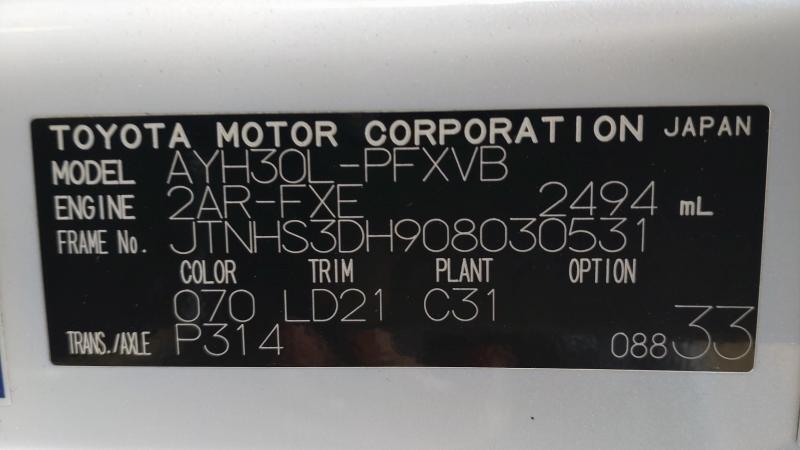 TOYOTA MOTOR CORPORATION JAPAN
MODEL AYH30L-PFXVB
ENGINE 2AR-FXE 2494 mL
FRAME No. JTNHS3DH908030531
COLOR TRIM PLANT OPTION
070 LD21 C31
TRANS./AXLE P314 088 33